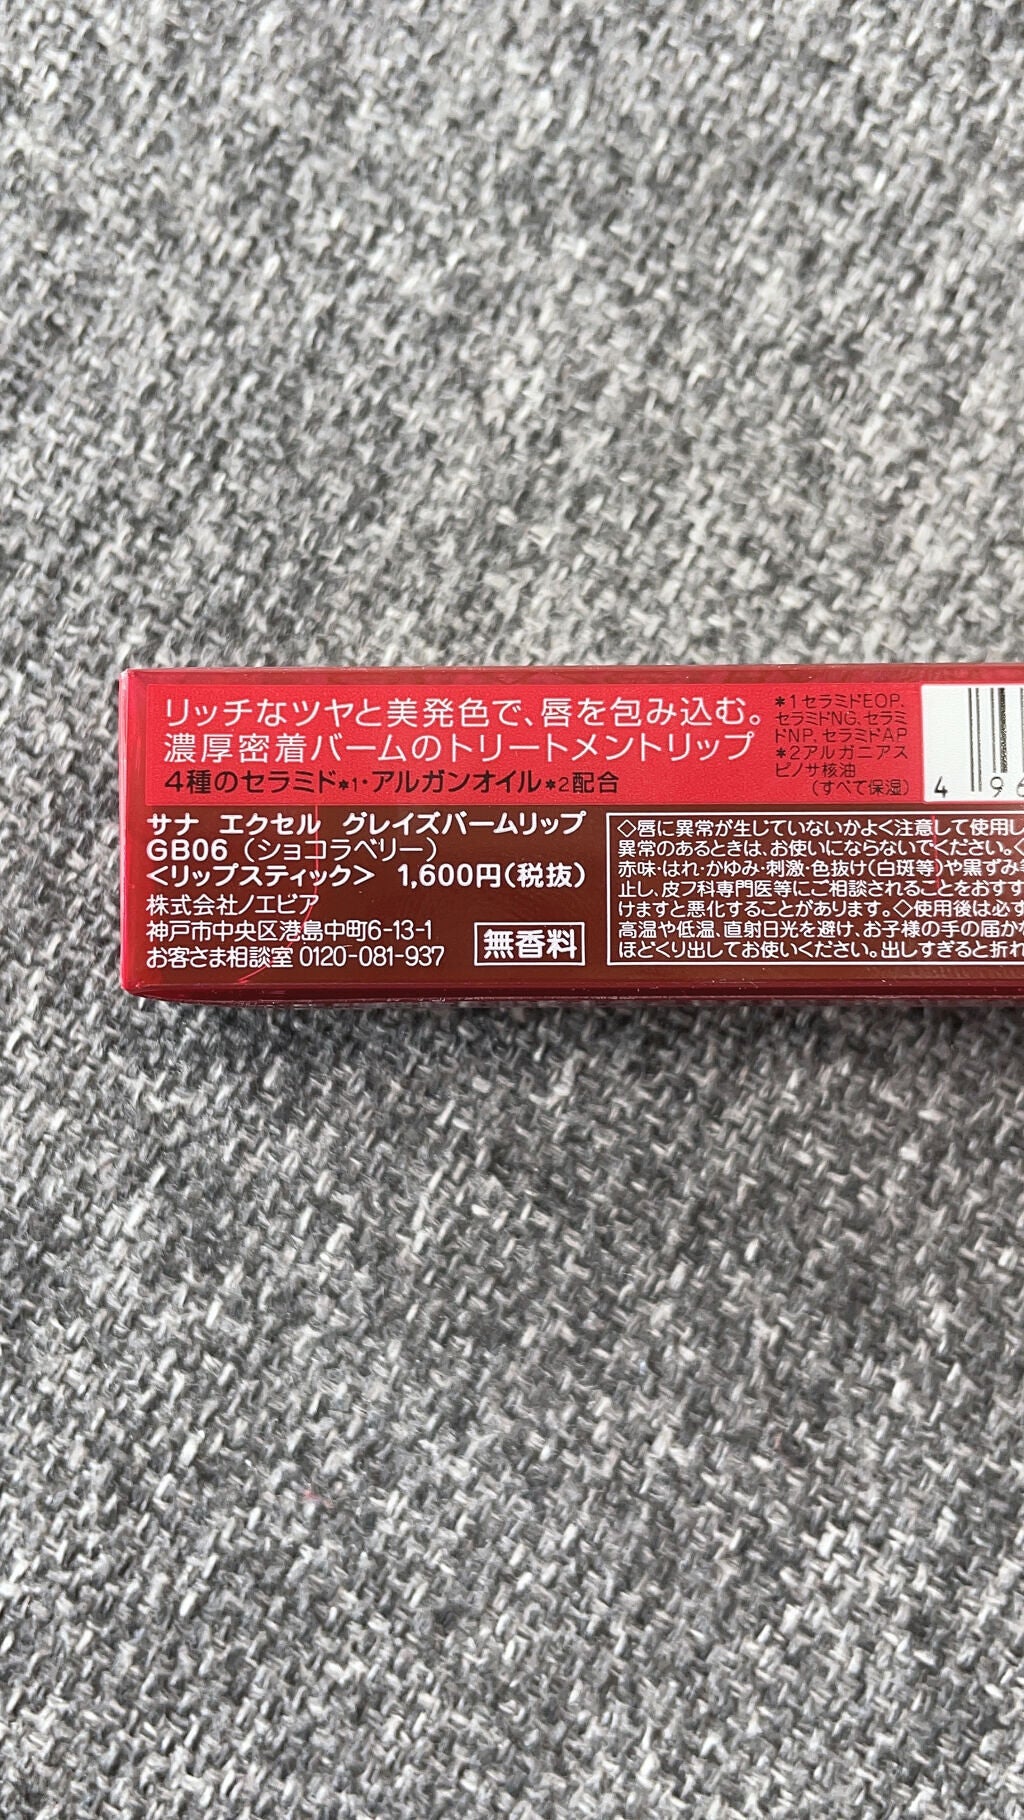 リッチなツヤと美発色で、唇を包み込む。
濃厚密着バームのトリートメントリップ
4種のセラミド*1・アルガンオイル*2配合
*1セラミドEOP、
セラミドNG、セラミ
ドNP、セラミドAP
*2アルガニアス
ピノサ核油
(すべて保湿)
4 96
サナ エクセル グレイズバームリップ
GB06(ショコラベリー)
<リップスティック> 1,600円(税抜)
株式会社ノエビア
神戸市中央区港島中町6-13-1
お客さま相談室 0120-081-937
無香料
◇唇に異常が生じていないかよく注意して使用し
異常のあるときは、お使いにならないでください。
赤味・はれ・かゆみ・刺激・色抜け(白斑等)や黒ずみ
止し、皮フ科専門医等にご相談されることをおすす
けますと悪化することがあります。◇使用後は必ず
高温や低温、直射日光を避け、お子様の手の届か
ほどくり出してお使いください。出しすぎると折れ